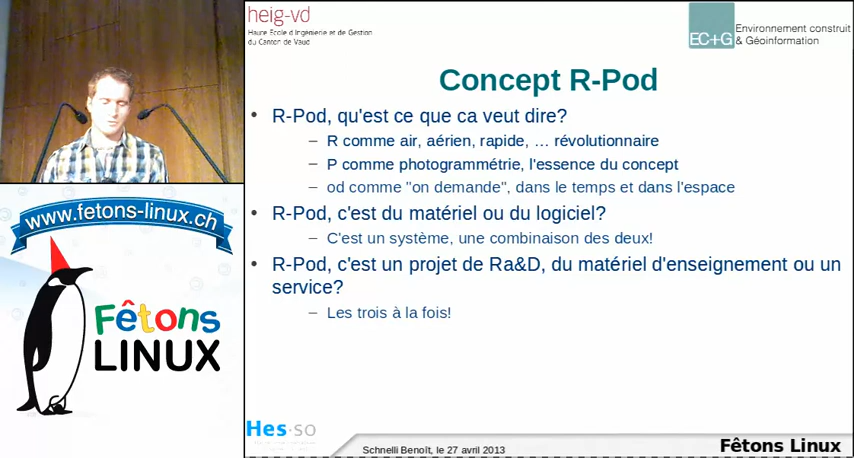 heig-vd
Haute Ecole d'Ingénierie et de Gestion
du Canton de Vaud
EC+G
Environnement construit
& Géoinformation
Concept R-Pod
• R-Pod, qu'est ce que ca veut dire?
– R comme air, aérien, rapide, … révolutionnaire
– P comme photogrammétrie, l'essence du concept
– od comme "on demande", dans le temps et dans l'espace
• R-Pod, c'est du matériel ou du logiciel?
– C'est un système, une combinaison des deux!
• R-Pod, c'est un projet de Ra&D, du matériel d'enseignement ou un
service?
– Les trois à la fois!
www.fetons-linux.ch
Fêtons
LINUX
Hes·so
Schnelli Benoît, le 27 avril 2013
Fêtons Linux